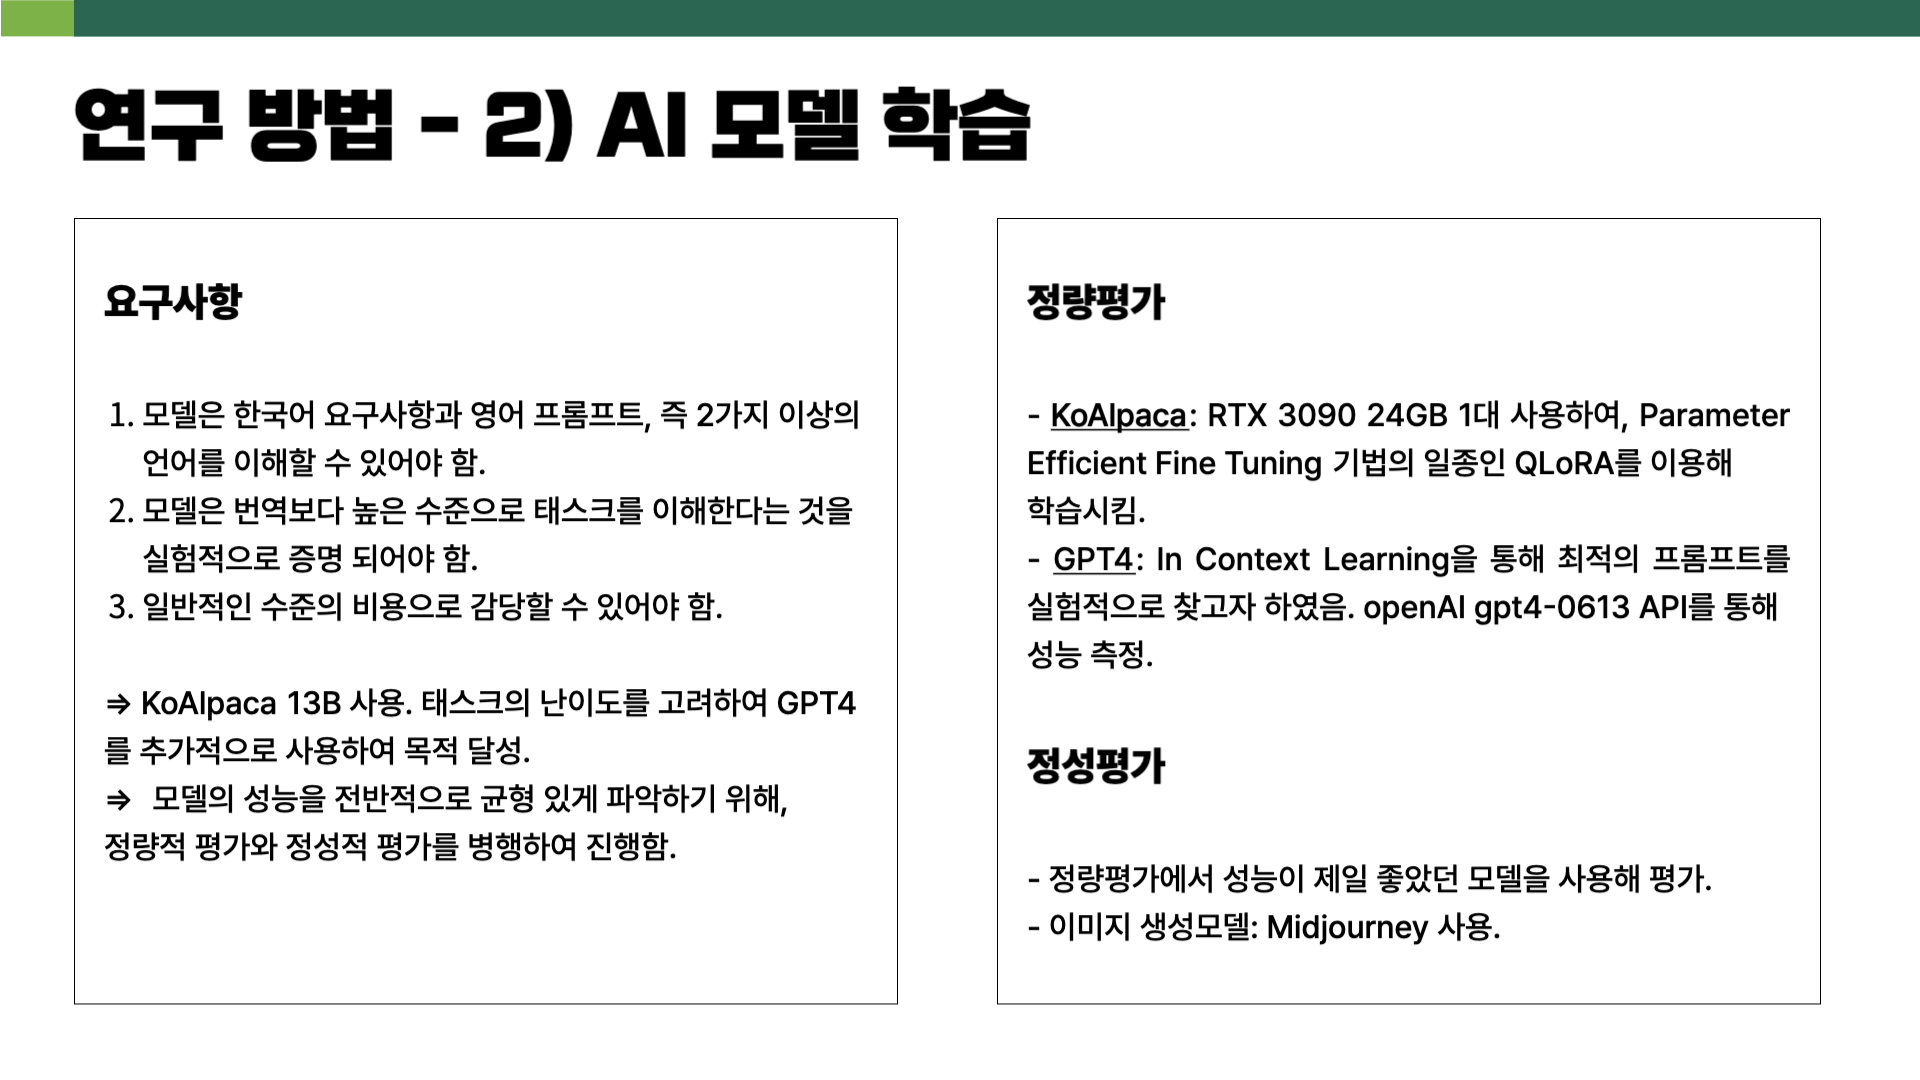 연구 방법 - 2) AI 모델 학습
요구사항
1. 모델은 한국어 요구사항과 영어 프롬프트, 즉 2가지 이상의
언어를 이해할 수 있어야 함.
2. 모델은 번역보다 높은 수준으로 태스크를 이해한다는 것을
실험적으로 증명 되어야 함.
3. 일반적인 수준의 비용으로 감당할 수 있어야 함.
⇒ KoAlpaca 13B 사용. 태스크의 난이도를 고려하여 GPT4
를 추가적으로 사용하여 목적 달성.
⇒ 모델의 성능을 전반적으로 균형 있게 파악하기 위해,
정량적 평가와 정성적 평가를 병행하여 진행함.
정량평가
- KoAlpaca: RTX 3090 24GB 1대 사용하여, Parameter
Efficient Fine Tuning 기법의 일종인 QLoRA를 이용해
학습시킴.
- GPT4: In Context Learning을 통해 최적의 프롬프트를
실험적으로 찾고자 하였음. openAI gpt4-0613 API를 통해
성능 측정.
정성평가
- 정량평가에서 성능이 제일 좋았던 모델을 사용해 평가.
- 이미지 생성모델: Midjourney 사용.